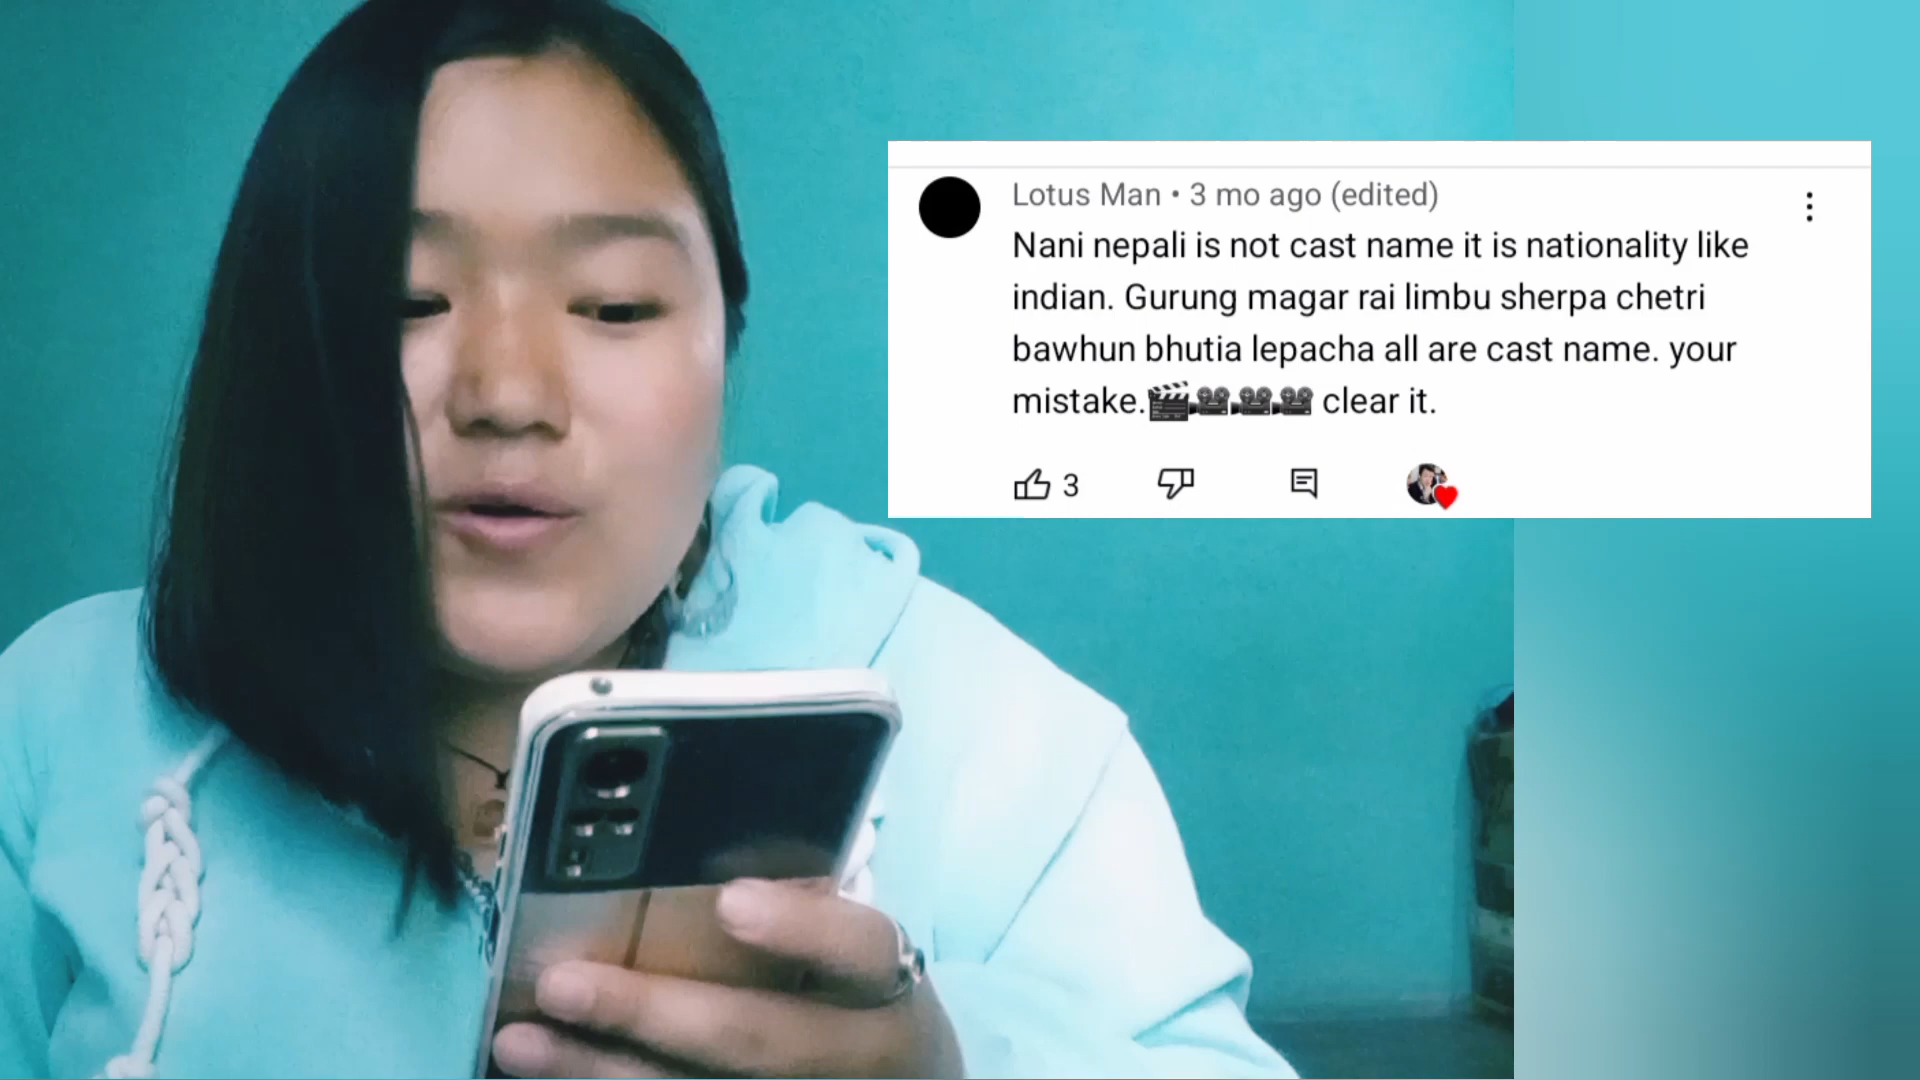 Lotus Man • 3 mo ago (edited)
Nani nepali is not cast name it is nationality like
indian. Gurung magar rai limbu sherpa chetri
bawhun bhutia lepacha all are cast name. your
mistake.🎬🎥🎥🎥 clear it.
3